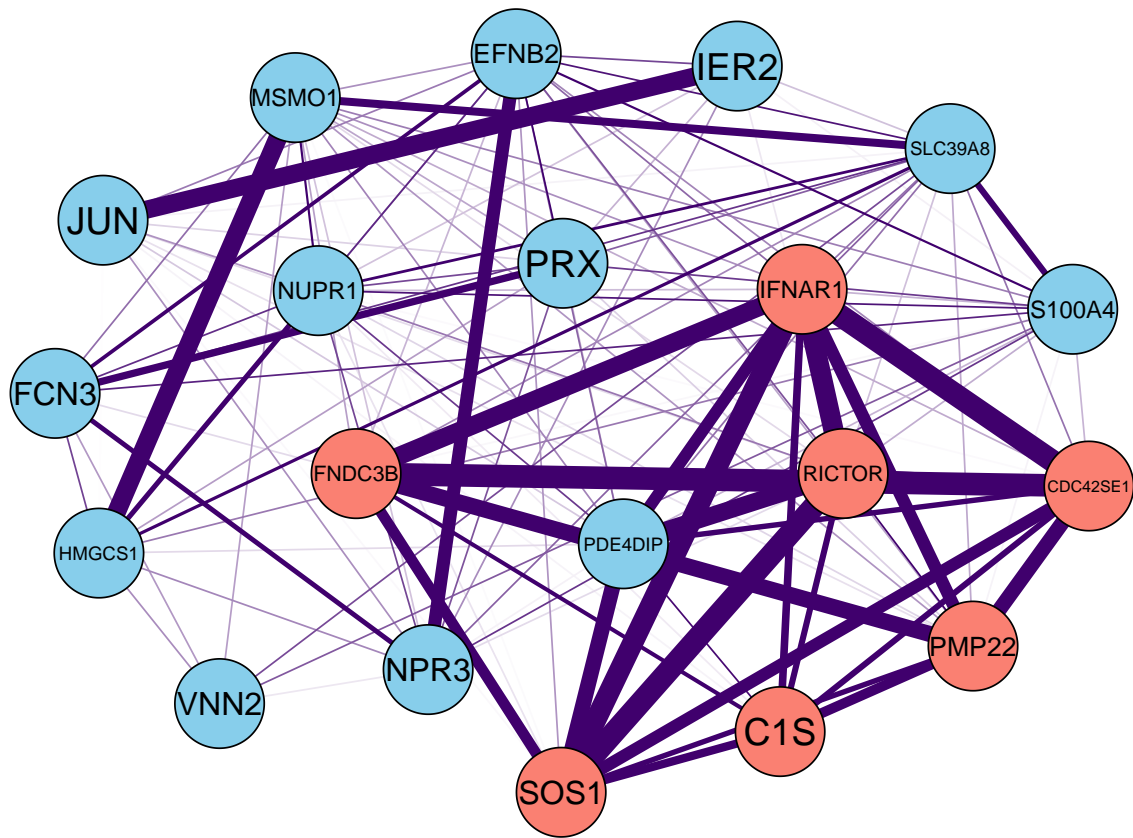 EFNB2
IER2
MSMO1
SLC39A8
JUN
PRX
NUPR1
IFNAR1
S100A4
FCN3
FNDC3B
RICTOR
CDC42SE1
HMGCS1
PDE4DIP
PMP22
NPR3
VNN2
C1S
SOS1